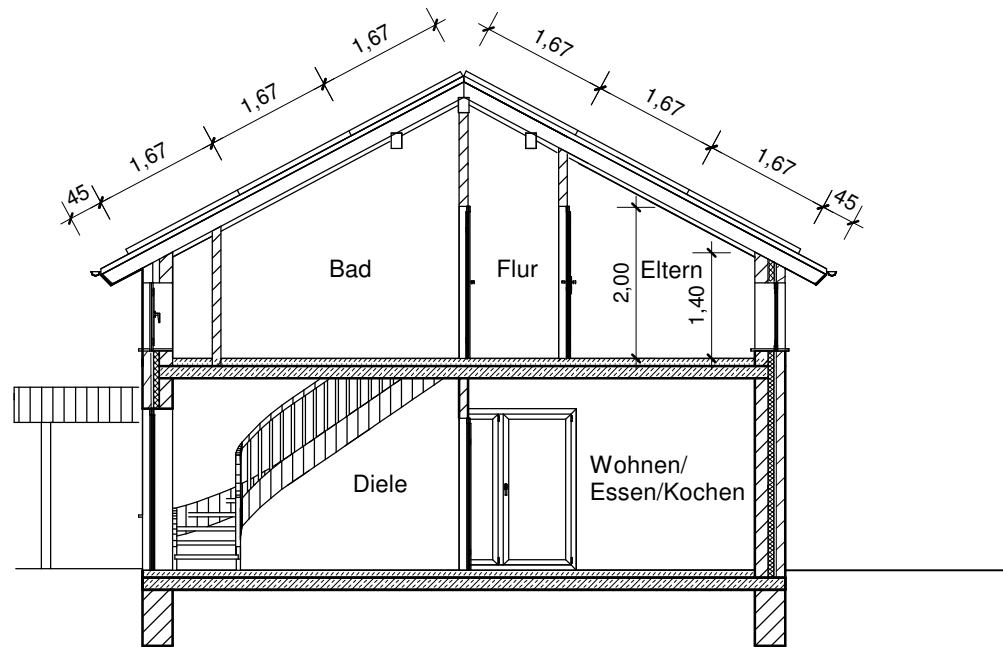 1,67
1,67
1,67
1,67
1,67
1,67
45
45
Bad
Flur
Eltern
2,00
1,40
Diele
Wohnen/
Essen/Kochen